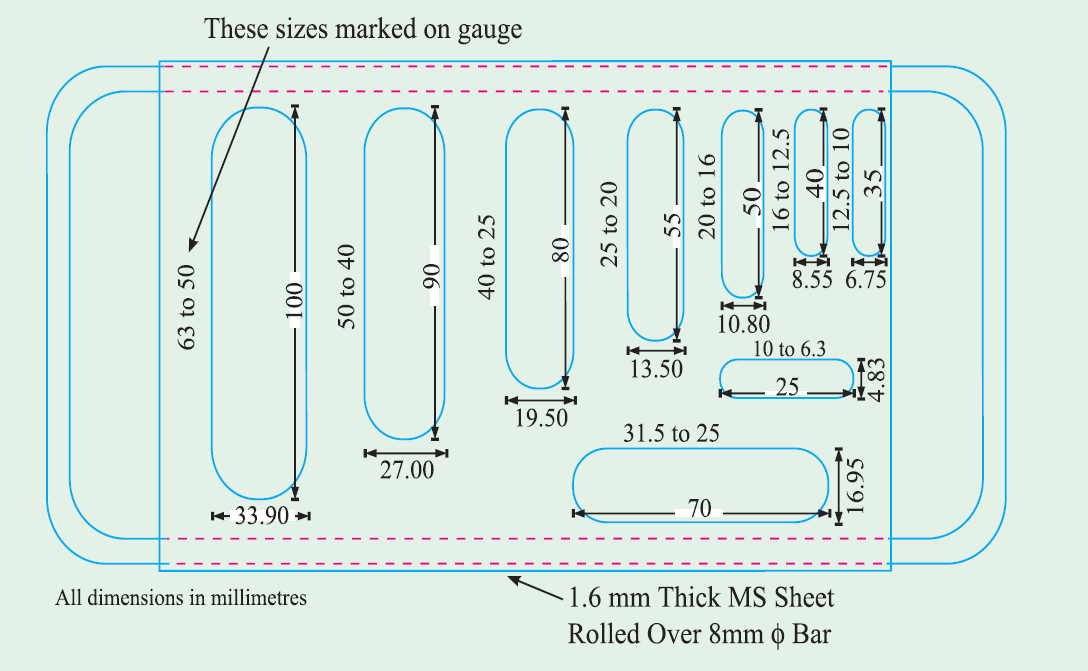 These sizes marked on gauge
63 to 50
100
33.90
50 to 40
90
27.00
40 to 25
80
19.50
25 to 20
55
13.50
20 to 16
50
10.80
16 to 12.5
40
8.55
12.5 to 10
35
6.75
10 to 6.3
25
4.83
31.5 to 25
70
16.95
All dimensions in millimetres
1.6 mm Thick MS Sheet
Rolled Over 8mm ϕ Bar